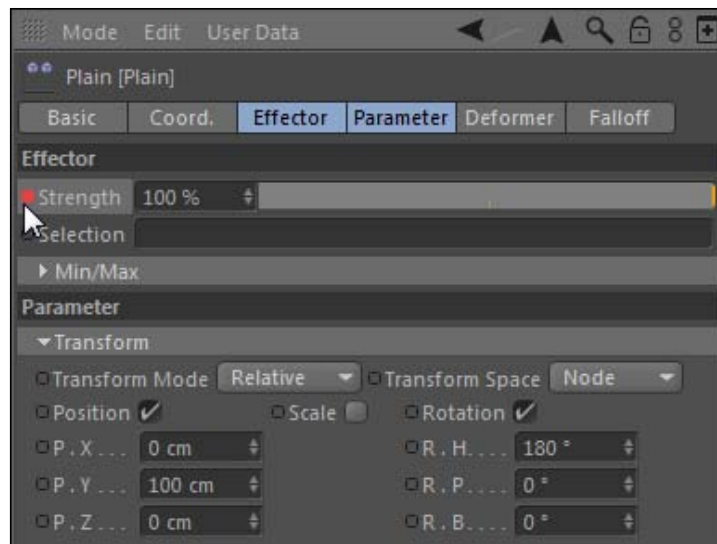 Mode Edit User Data
Plain [Plain]
Basic Coord. Effector Parameter Deformer Falloff
Effector
Strength 100 %
Selection
Min/Max
Parameter
Transform
Transform Mode Relative Transform Space Node
Position Scale Rotation
P . X . . . 0 cm R . H. . . . 180 °
P . Y . . . 100 cm R . P. . . . 0 °
P . Z . . . 0 cm R . B. . . . 0 °